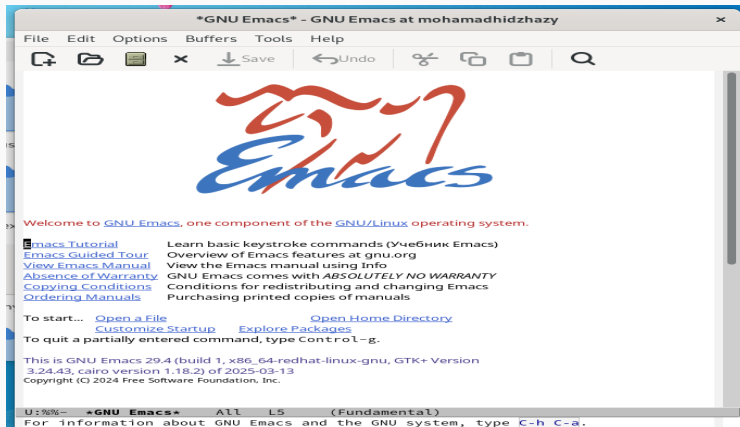 *GNU Emacs* - GNU Emacs at mohamadhidzhazy
File Edit Options Buffers Tools Help
Save Undo
Emacs
Welcome to GNU Emacs, one component of the GNU/Linux operating system.
Emacs Tutorial Learn basic keystroke commands (Учебник Emacs)
Emacs Guided Tour Overview of Emacs features at gnu.org
View Emacs Manual View the Emacs manual using Info
Absence of Warranty GNU Emacs comes with ABSOLUTELY NO WARRANTY
Copying Conditions Conditions for redistributing and changing Emacs
Ordering Manuals Purchasing printed copies of manuals
To start... Open a File Open Home Directory
Customize Startup Explore Packages
To quit a partially entered command, type Control-g.
This is GNU Emacs 29.4 (build 1, x86_64-redhat-linux-gnu, GTK+ Version
3.24.43, cairo version 1.18.2) of 2025-03-13
Copyright (C) 2024 Free Software Foundation, Inc.
U:%%- *GNU Emacs* All L5 (Fundamental)
For information about GNU Emacs and the GNU system, type C-h C-a.